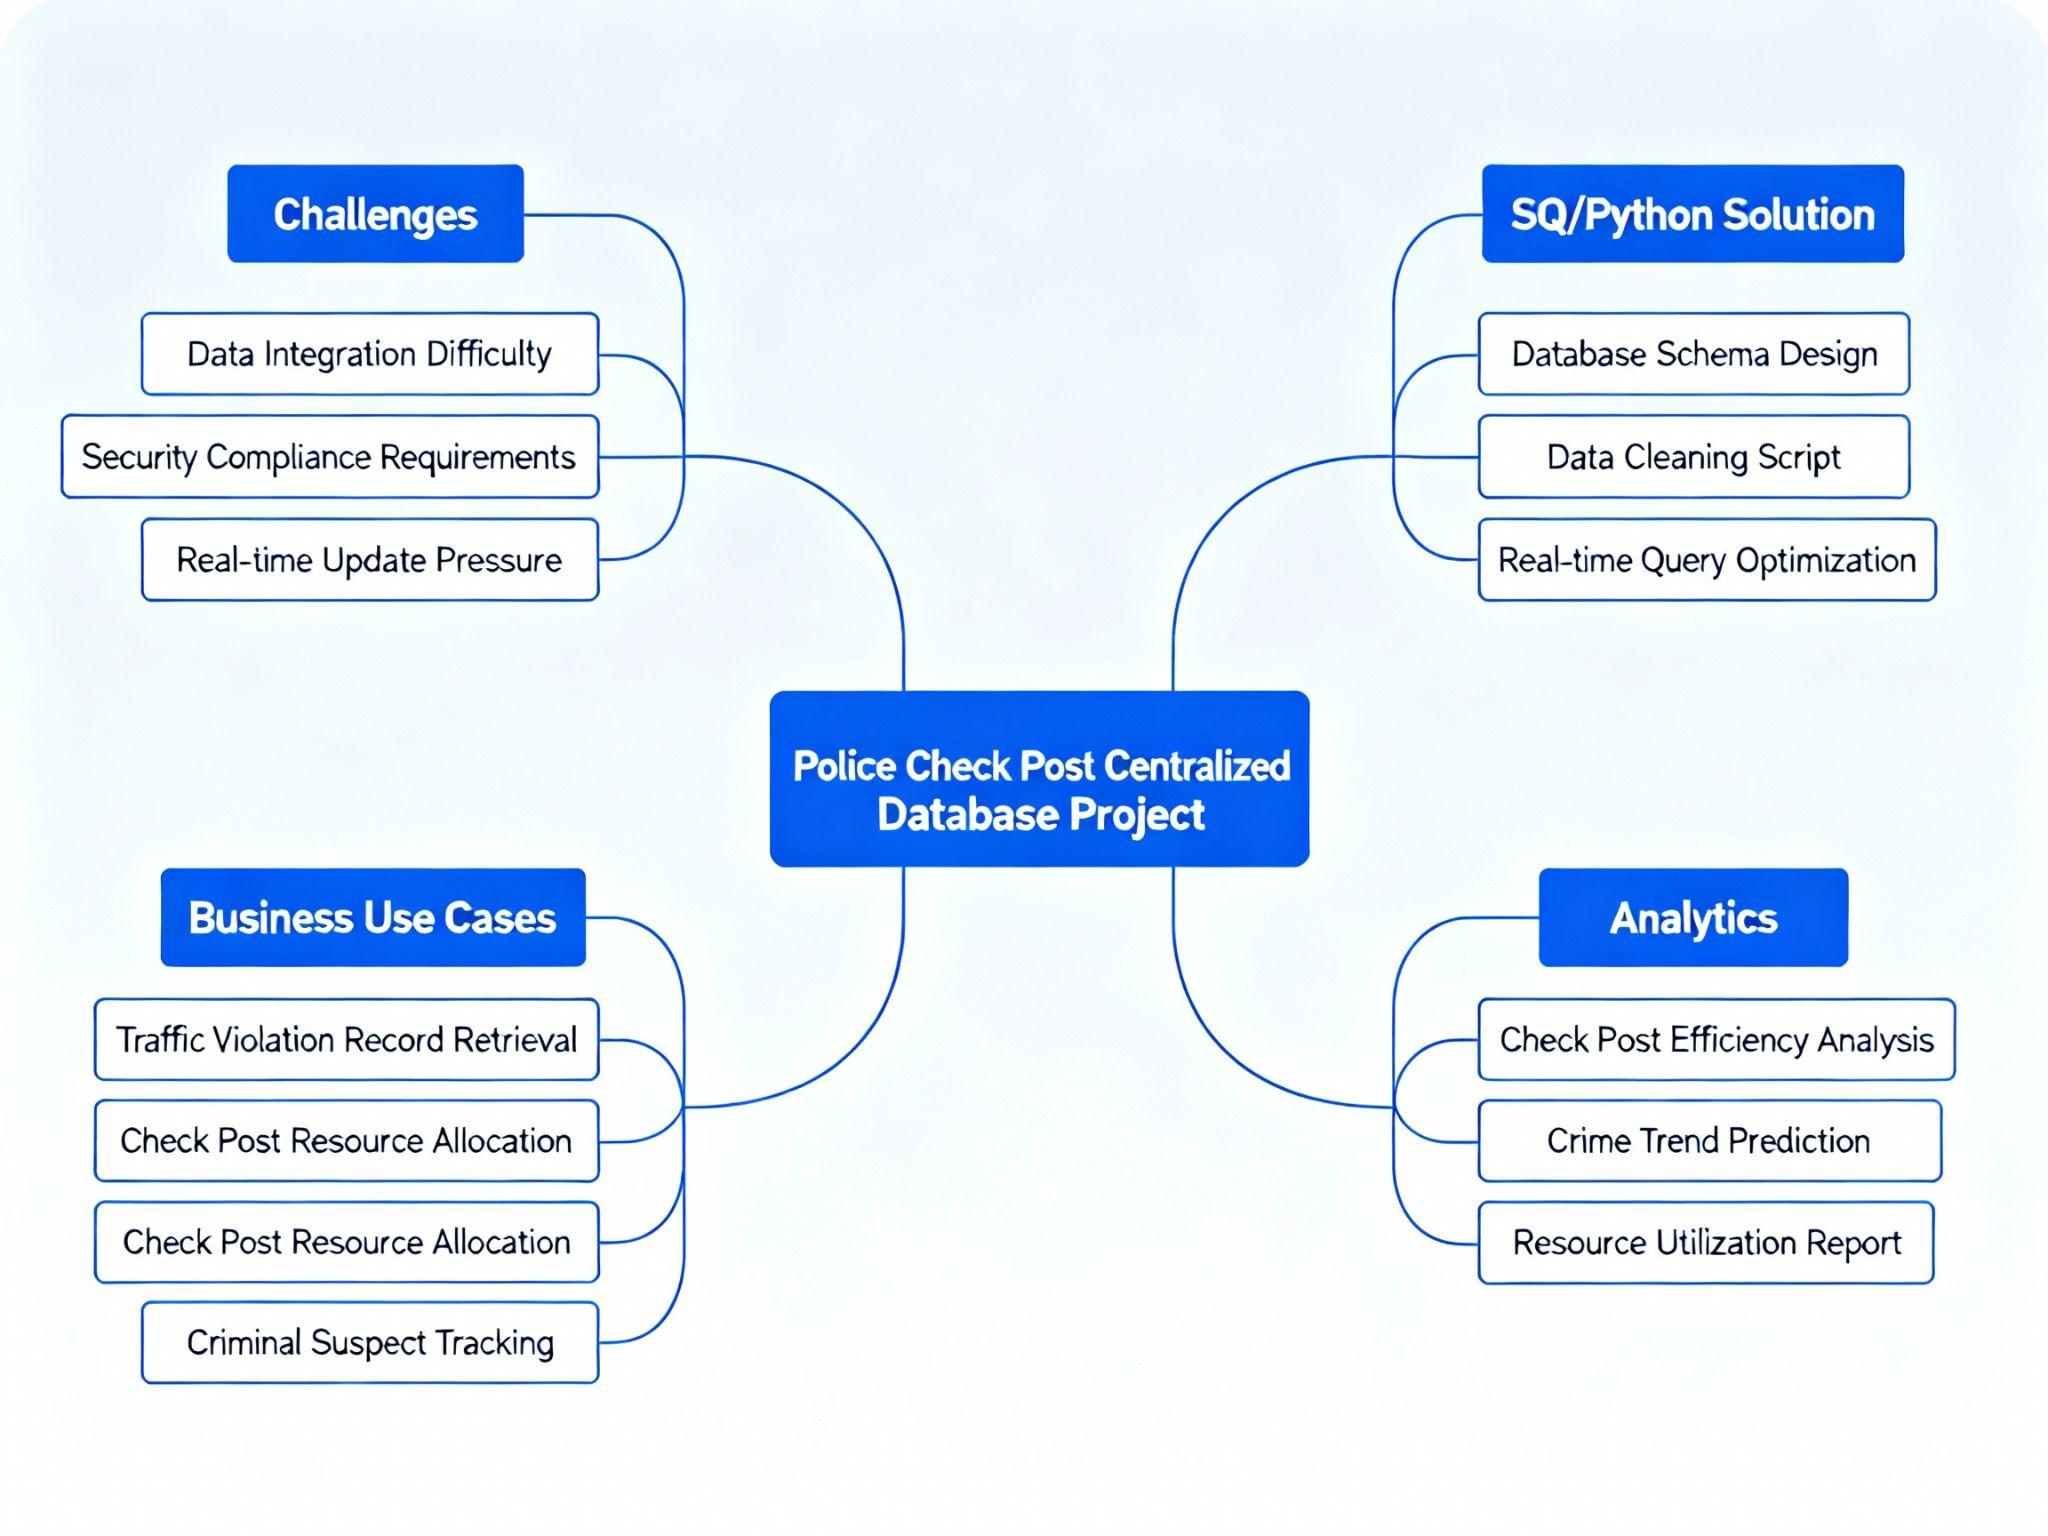 Challenges
Data Integration Difficulty
Security Compliance Requirements
Real-time Update Pressure
SQ/Python Solution
Database Schema Design
Data Cleaning Script
Real-time Query Optimization
Police Check Post Centralized
Database Project
Business Use Cases
Traffic Violation Record Retrieval
Check Post Resource Allocation
Check Post Resource Allocation
Criminal Suspect Tracking
Analytics
Check Post Efficiency Analysis
Crime Trend Prediction
Resource Utilization Report